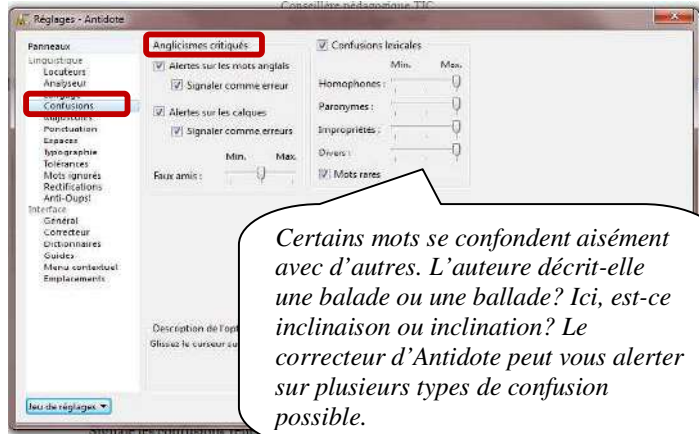 Conseillère pédagogique TIC
Réglages - Antidote
Panneaux
Linguistique
Locuteurs
Analyseur
Confusions
Majuscules
Ponctuation
Espaces
Typographie
Tolérances
Mots ignorés
Rectifications
Anti-Oups!
Interface
Général
Correcteur
Dictionnaires
Guides
Menu contextuel
Emplacements
Jeu de réglages
Anglicismes critiqués
Alertes sur les mots anglais
Signaler comme erreur
Alertes sur les calques
Signaler comme erreurs
Min. Max.
Faux amis :
Confusions lexicales
Min. Max.
Homophones :
Paronymes :
Impropriétés :
Divers :
Mots rares
Description de l'opt
Glissez le curseur su
Certains mots se confondent aisément
avec d'autres. L'auteure décrit-elle
une balade ou une ballade? Ici, est-ce
inclinaison ou inclination? Le
correcteur d'Antidote peut vous alerter
sur plusieurs types de confusion
possible.